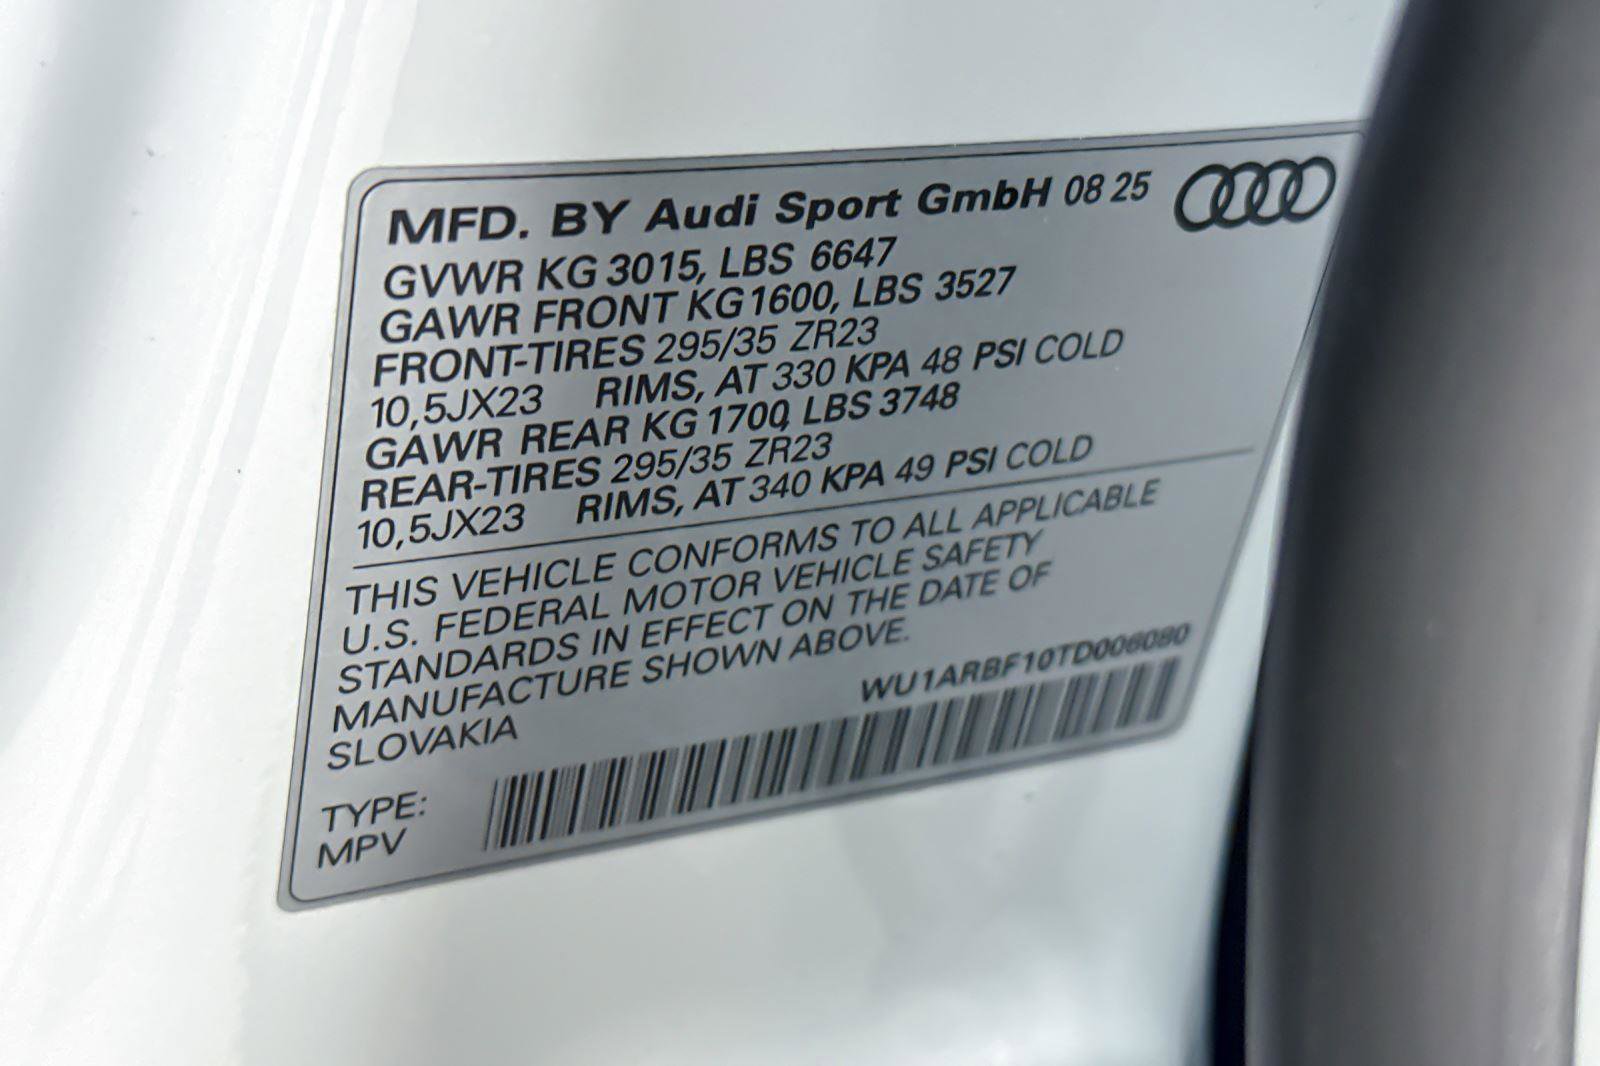 MFD. BY Audi Sport GmbH 08 25
GVWR KG 3015, LBS 6647
GAWR FRONT KG 1600, LBS 3527
FRONT-TIRES 295/35 ZR23
10,5JX23 RIMS, AT 330 KPA 48 PSI COLD
GAWR REAR KG 1700, LBS 3748
REAR-TIRES 295/35 ZR23
10,5JX23 RIMS, AT 340 KPA 49 PSI COLD
THIS VEHICLE CONFORMS TO ALL APPLICABLE
U.S. FEDERAL MOTOR VEHICLE SAFETY
STANDARDS IN EFFECT ON THE DATE OF
MANUFACTURE SHOWN ABOVE.
SLOVAKIA
WU1ARBF10TD006080
TYPE:
MPV